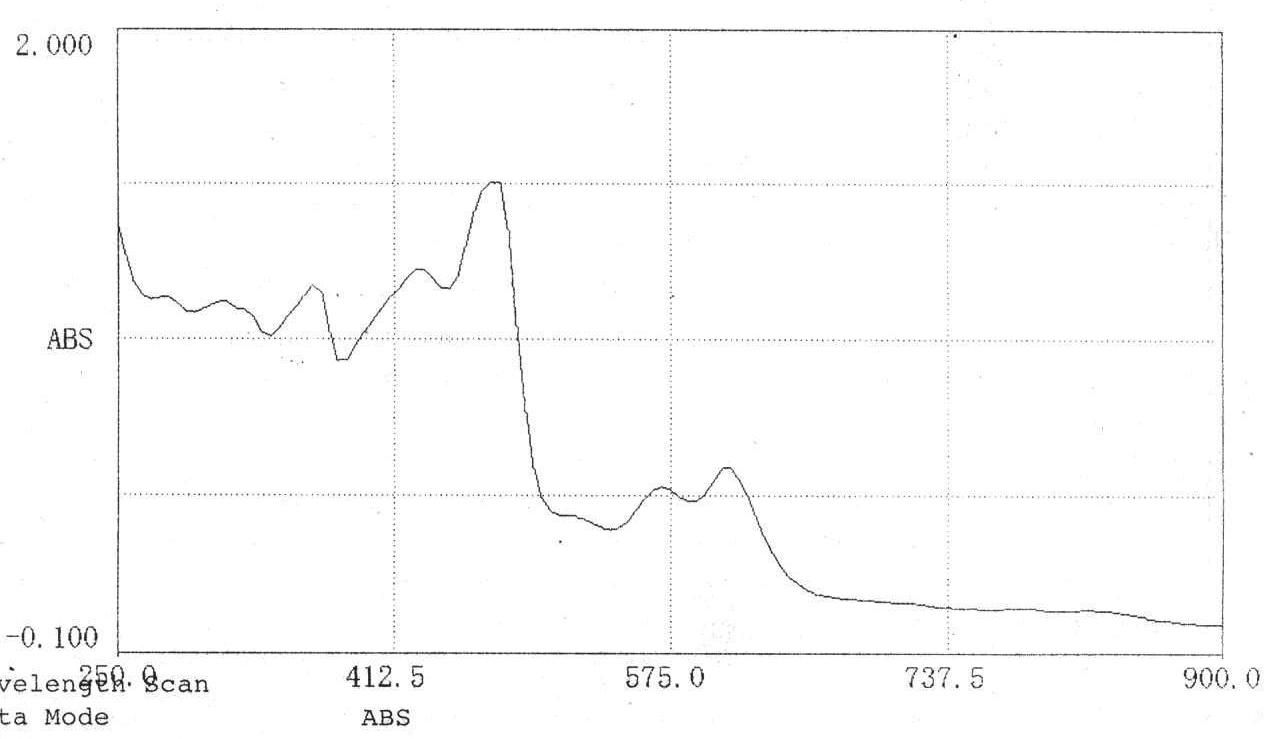 2.000
ABS
-0.100
250.0 412.5 575.0 737.5 900.0
velength Scan
ta Mode ABS